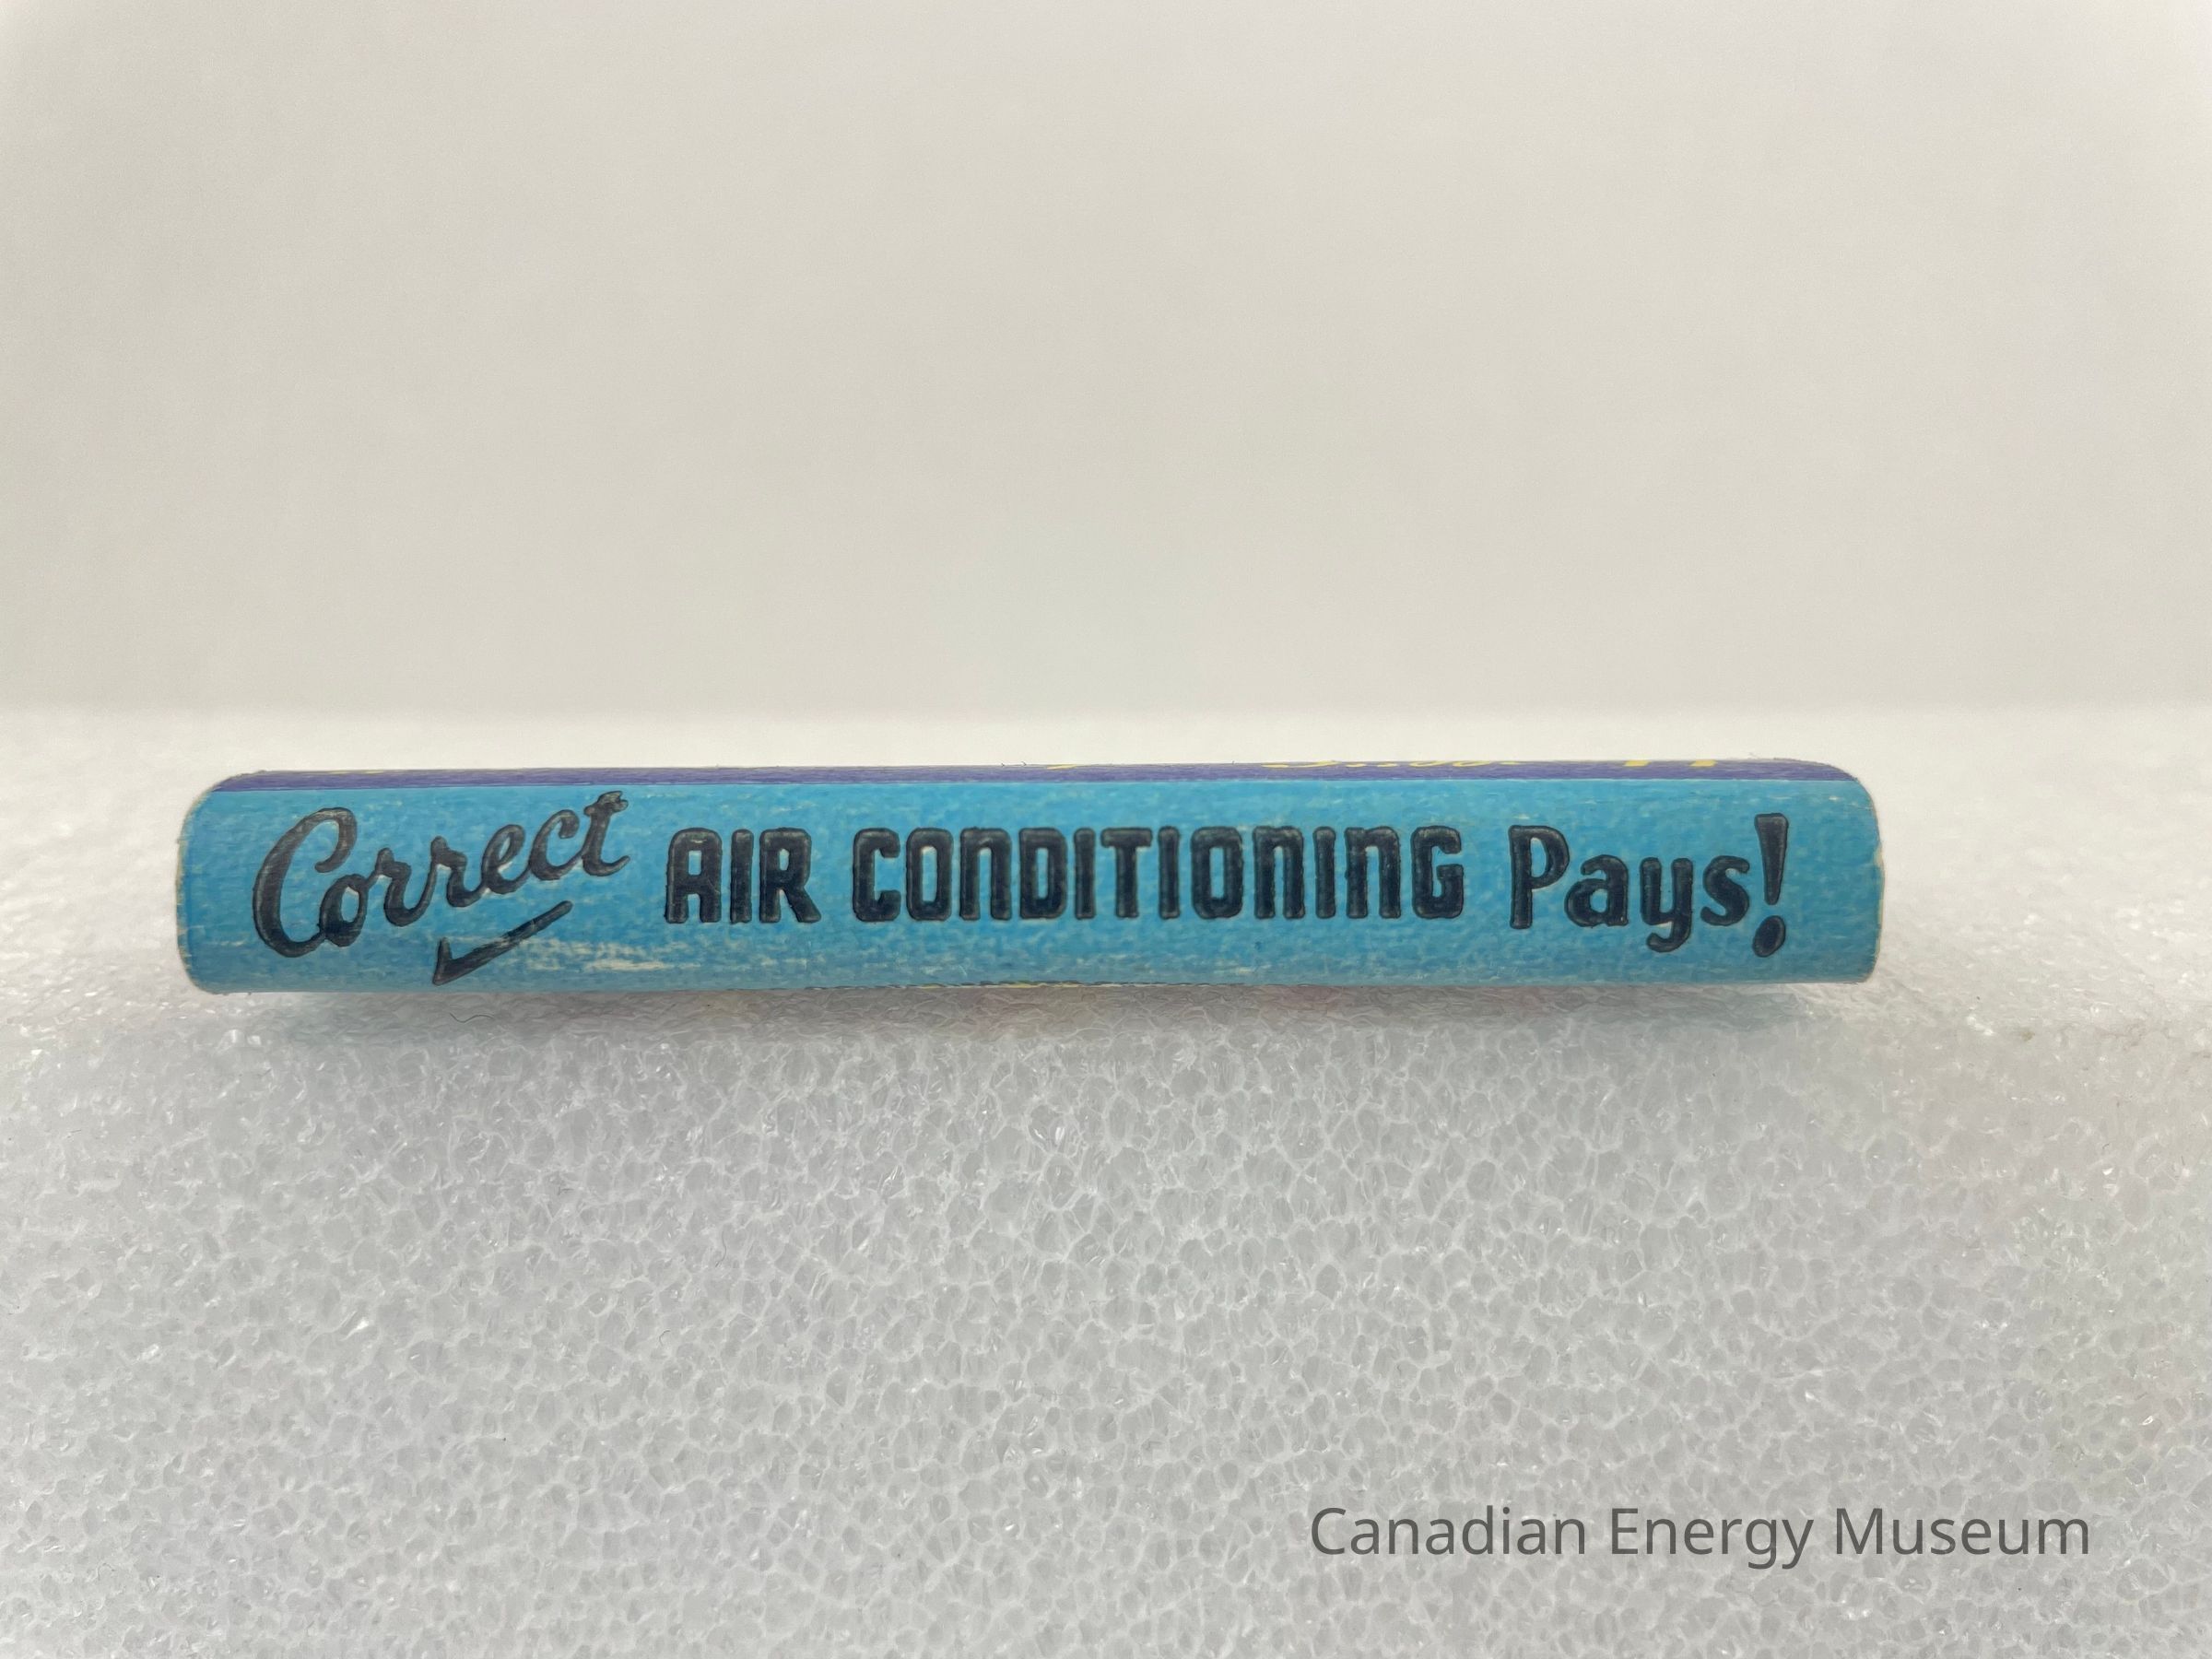 Correct AIR CONDITIONING Pays!
Canadian Energy Museum